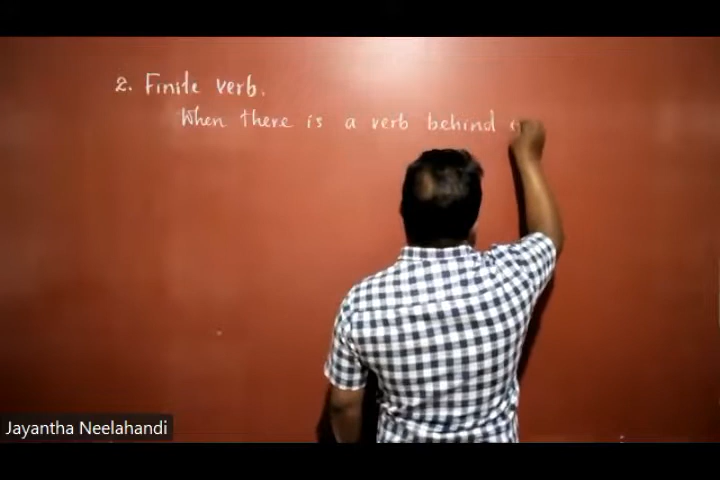 2. Finite verb.
When there is a verb behind
Jayantha Neelahandi